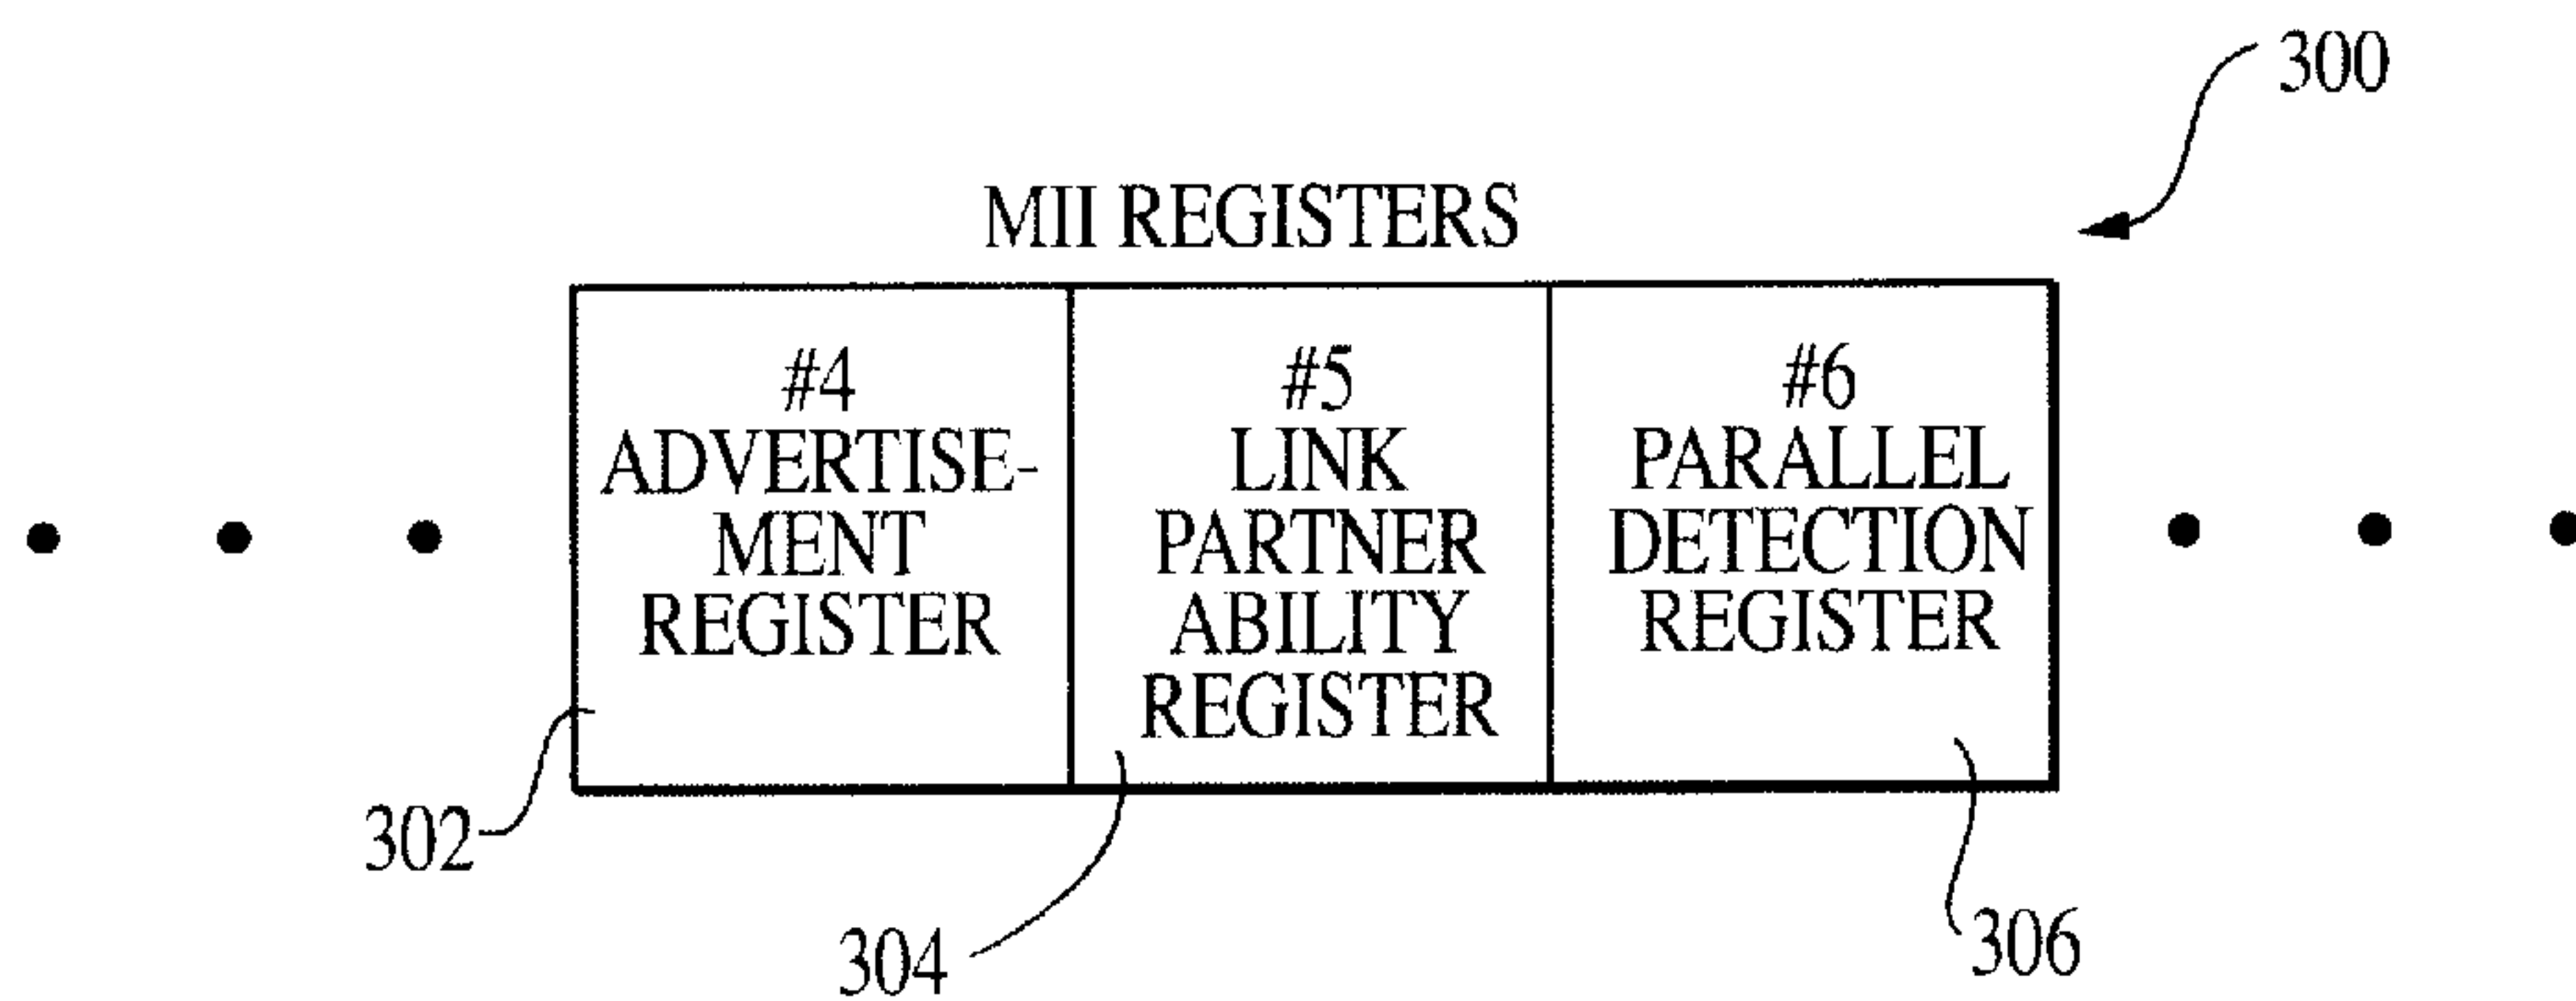 300
MII REGISTERS
#4
ADVERTISE-
MENT
REGISTER
#5
LINK
PARTNER
ABILITY
REGISTER
#6
PARALLEL
DETECTION
REGISTER
302
304
306